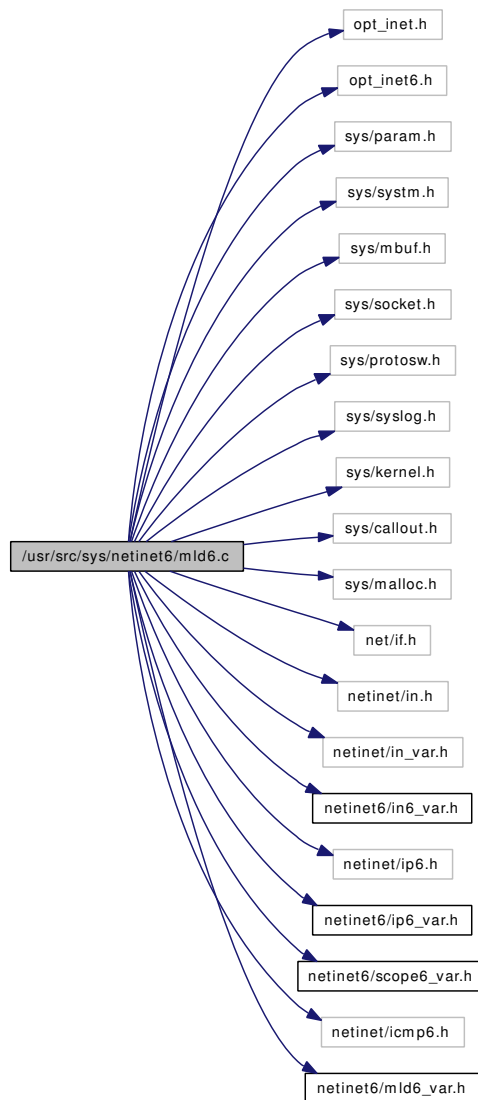 opt_inet.h
opt_inet6.h
sys/param.h
sys/systm.h
sys/mbuf.h
sys/socket.h
sys/protosw.h
sys/syslog.h
sys/kernel.h
/usr/src/sys/netinet6/mld6.c
sys/callout.h
sys/malloc.h
net/if.h
netinet/in.h
netinet/in_var.h
netinet6/in6_var.h
netinet/ip6.h
netinet6/ip6_var.h
netinet6/scope6_var.h
netinet/icmp6.h
netinet6/mld6_var.h